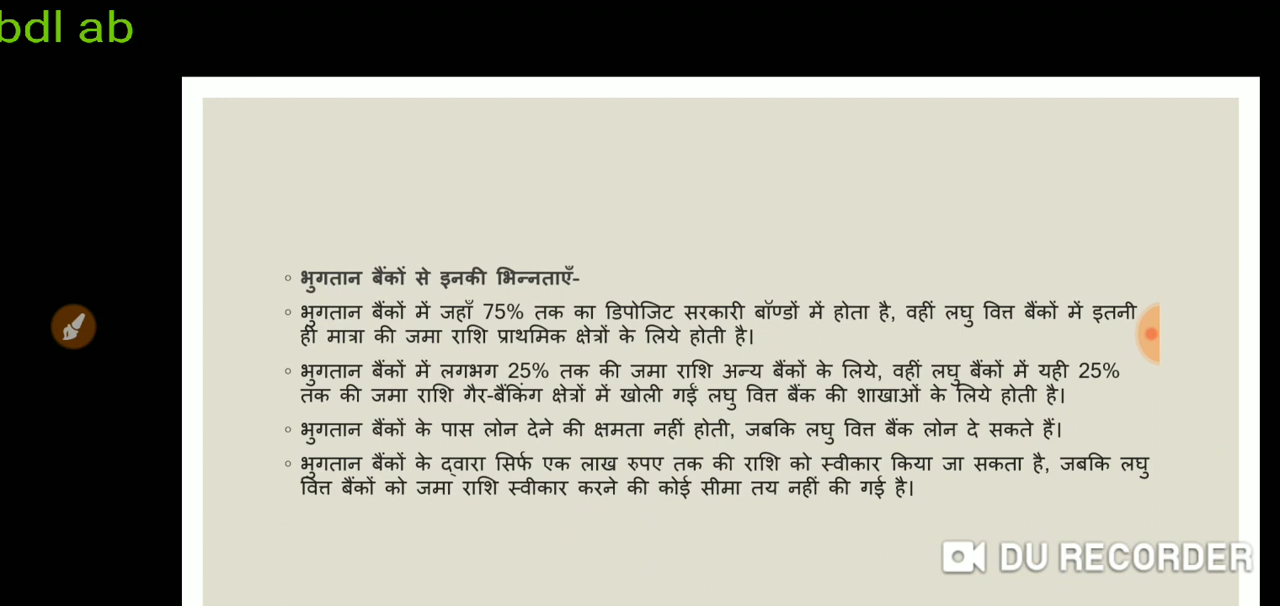 bdl ab
भुगतान बैंकों से इनकी भिन्नताएँ-
भुगतान बैंकों में जहाँ 75% तक का डिपोजिट सरकारी बॉण्डों में होता है, वहीं लघु वित्त बैंकों में इतनी
ही मात्रा की जमा राशि प्राथमिक क्षेत्रों के लिये होती है।
भुगतान बैंकों में लगभग 25% तक की जमा राशि अन्य बैंकों के लिये, वहीं लघु बैंकों में यही 25%
तक की जमा राशि गैर-बैंकिंग क्षेत्रों में खोली गईं लघु वित्त बैंक की शाखाओं के लिये होती है।
भुगतान बैंकों के पास लोन देने की क्षमता नहीं होती, जबकि लघु वित्त बैंक लोन दे सकते हैं।
भुगतान बैंकों के द्वारा सिर्फ एक लाख रुपए तक की राशि को स्वीकार किया जा सकता है, जबकि लघु
वित्त बैंकों को जमा राशि स्वीकार करने की कोई सीमा तय नहीं की गई है।
DU RECORDER